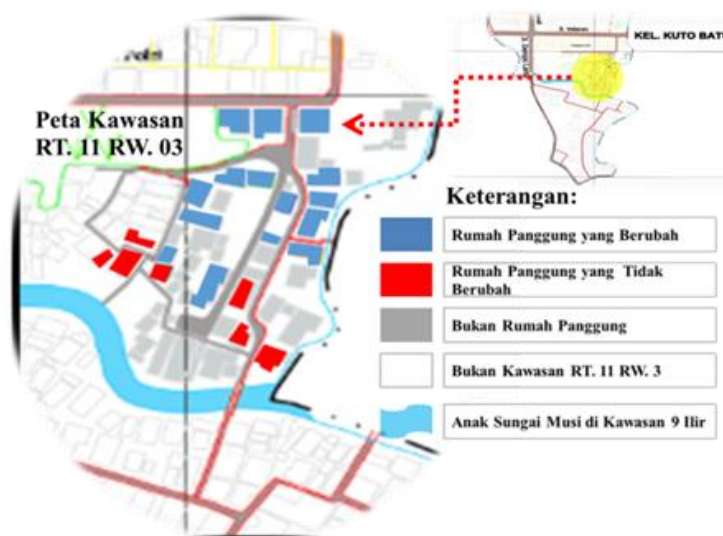 KEL. KUTO BATU
Peta Kawasan
RT. 11 RW. 03
Keterangan:
Rumah Panggung yang Berubah
Rumah Panggung yang Tidak
Berubah
Bukan Rumah Panggung
Bukan Kawasan RT. 11 RW. 3
Anak Sungai Musi di Kawasan 9 Ilir